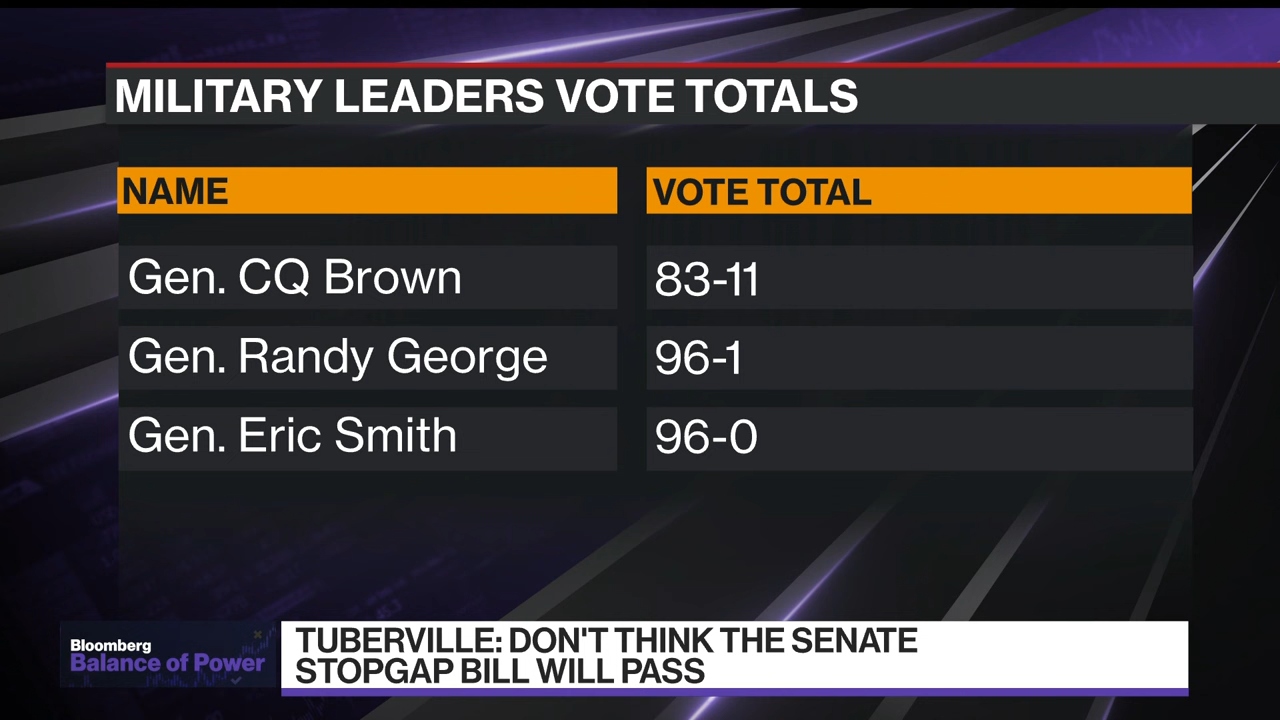 MILITARY LEADERS VOTE TOTALS
NAME VOTE TOTAL
Gen. CQ Brown 83-11
Gen. Randy George 96-1
Gen. Eric Smith 96-0
Bloomberg
Balance of Power
TUBERVILLE: DON'T THINK THE SENATE
STOPGAP BILL WILL PASS